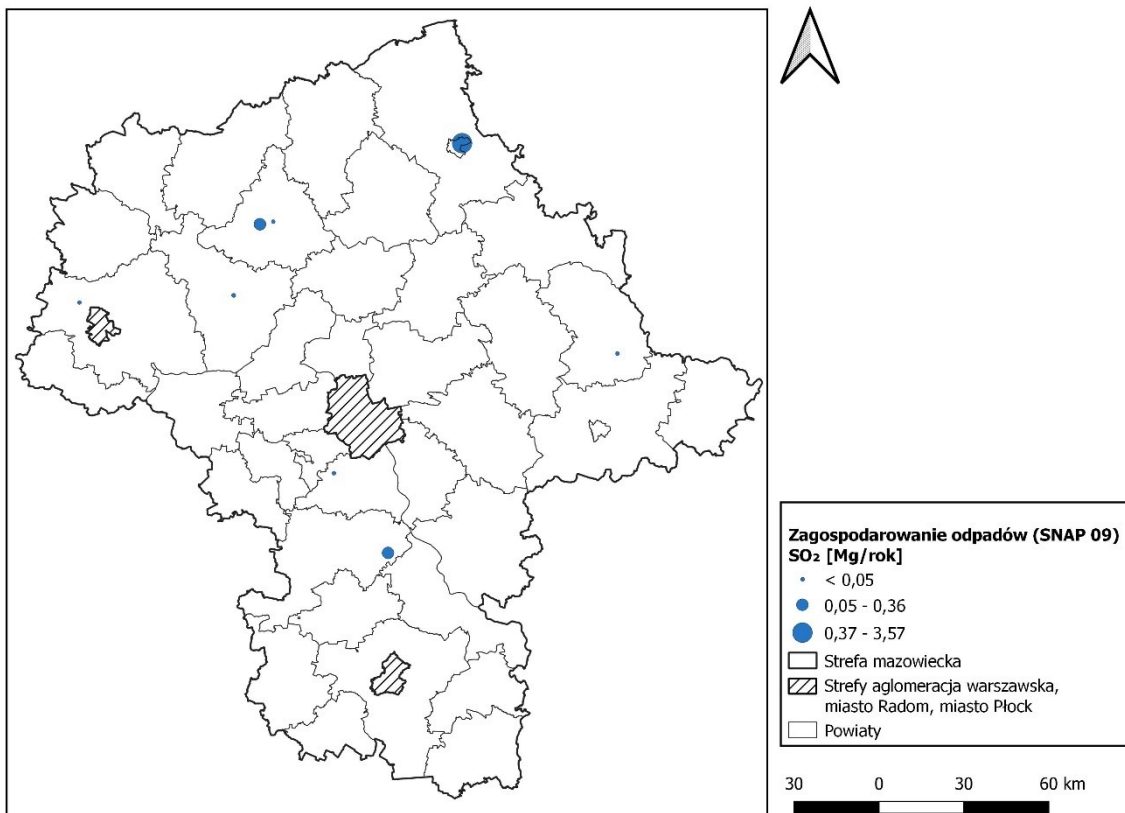 Zagospodarowanie odpadów (SNAP 09)
SO₂ [Mg/rok]
< 0,05
0,05 - 0,36
0,37 - 3,57
Strefa mazowiecka
Strefy aglomeracja warszawska,
miasto Radom, miasto Płock
Powiaty
30 0 30 60 km